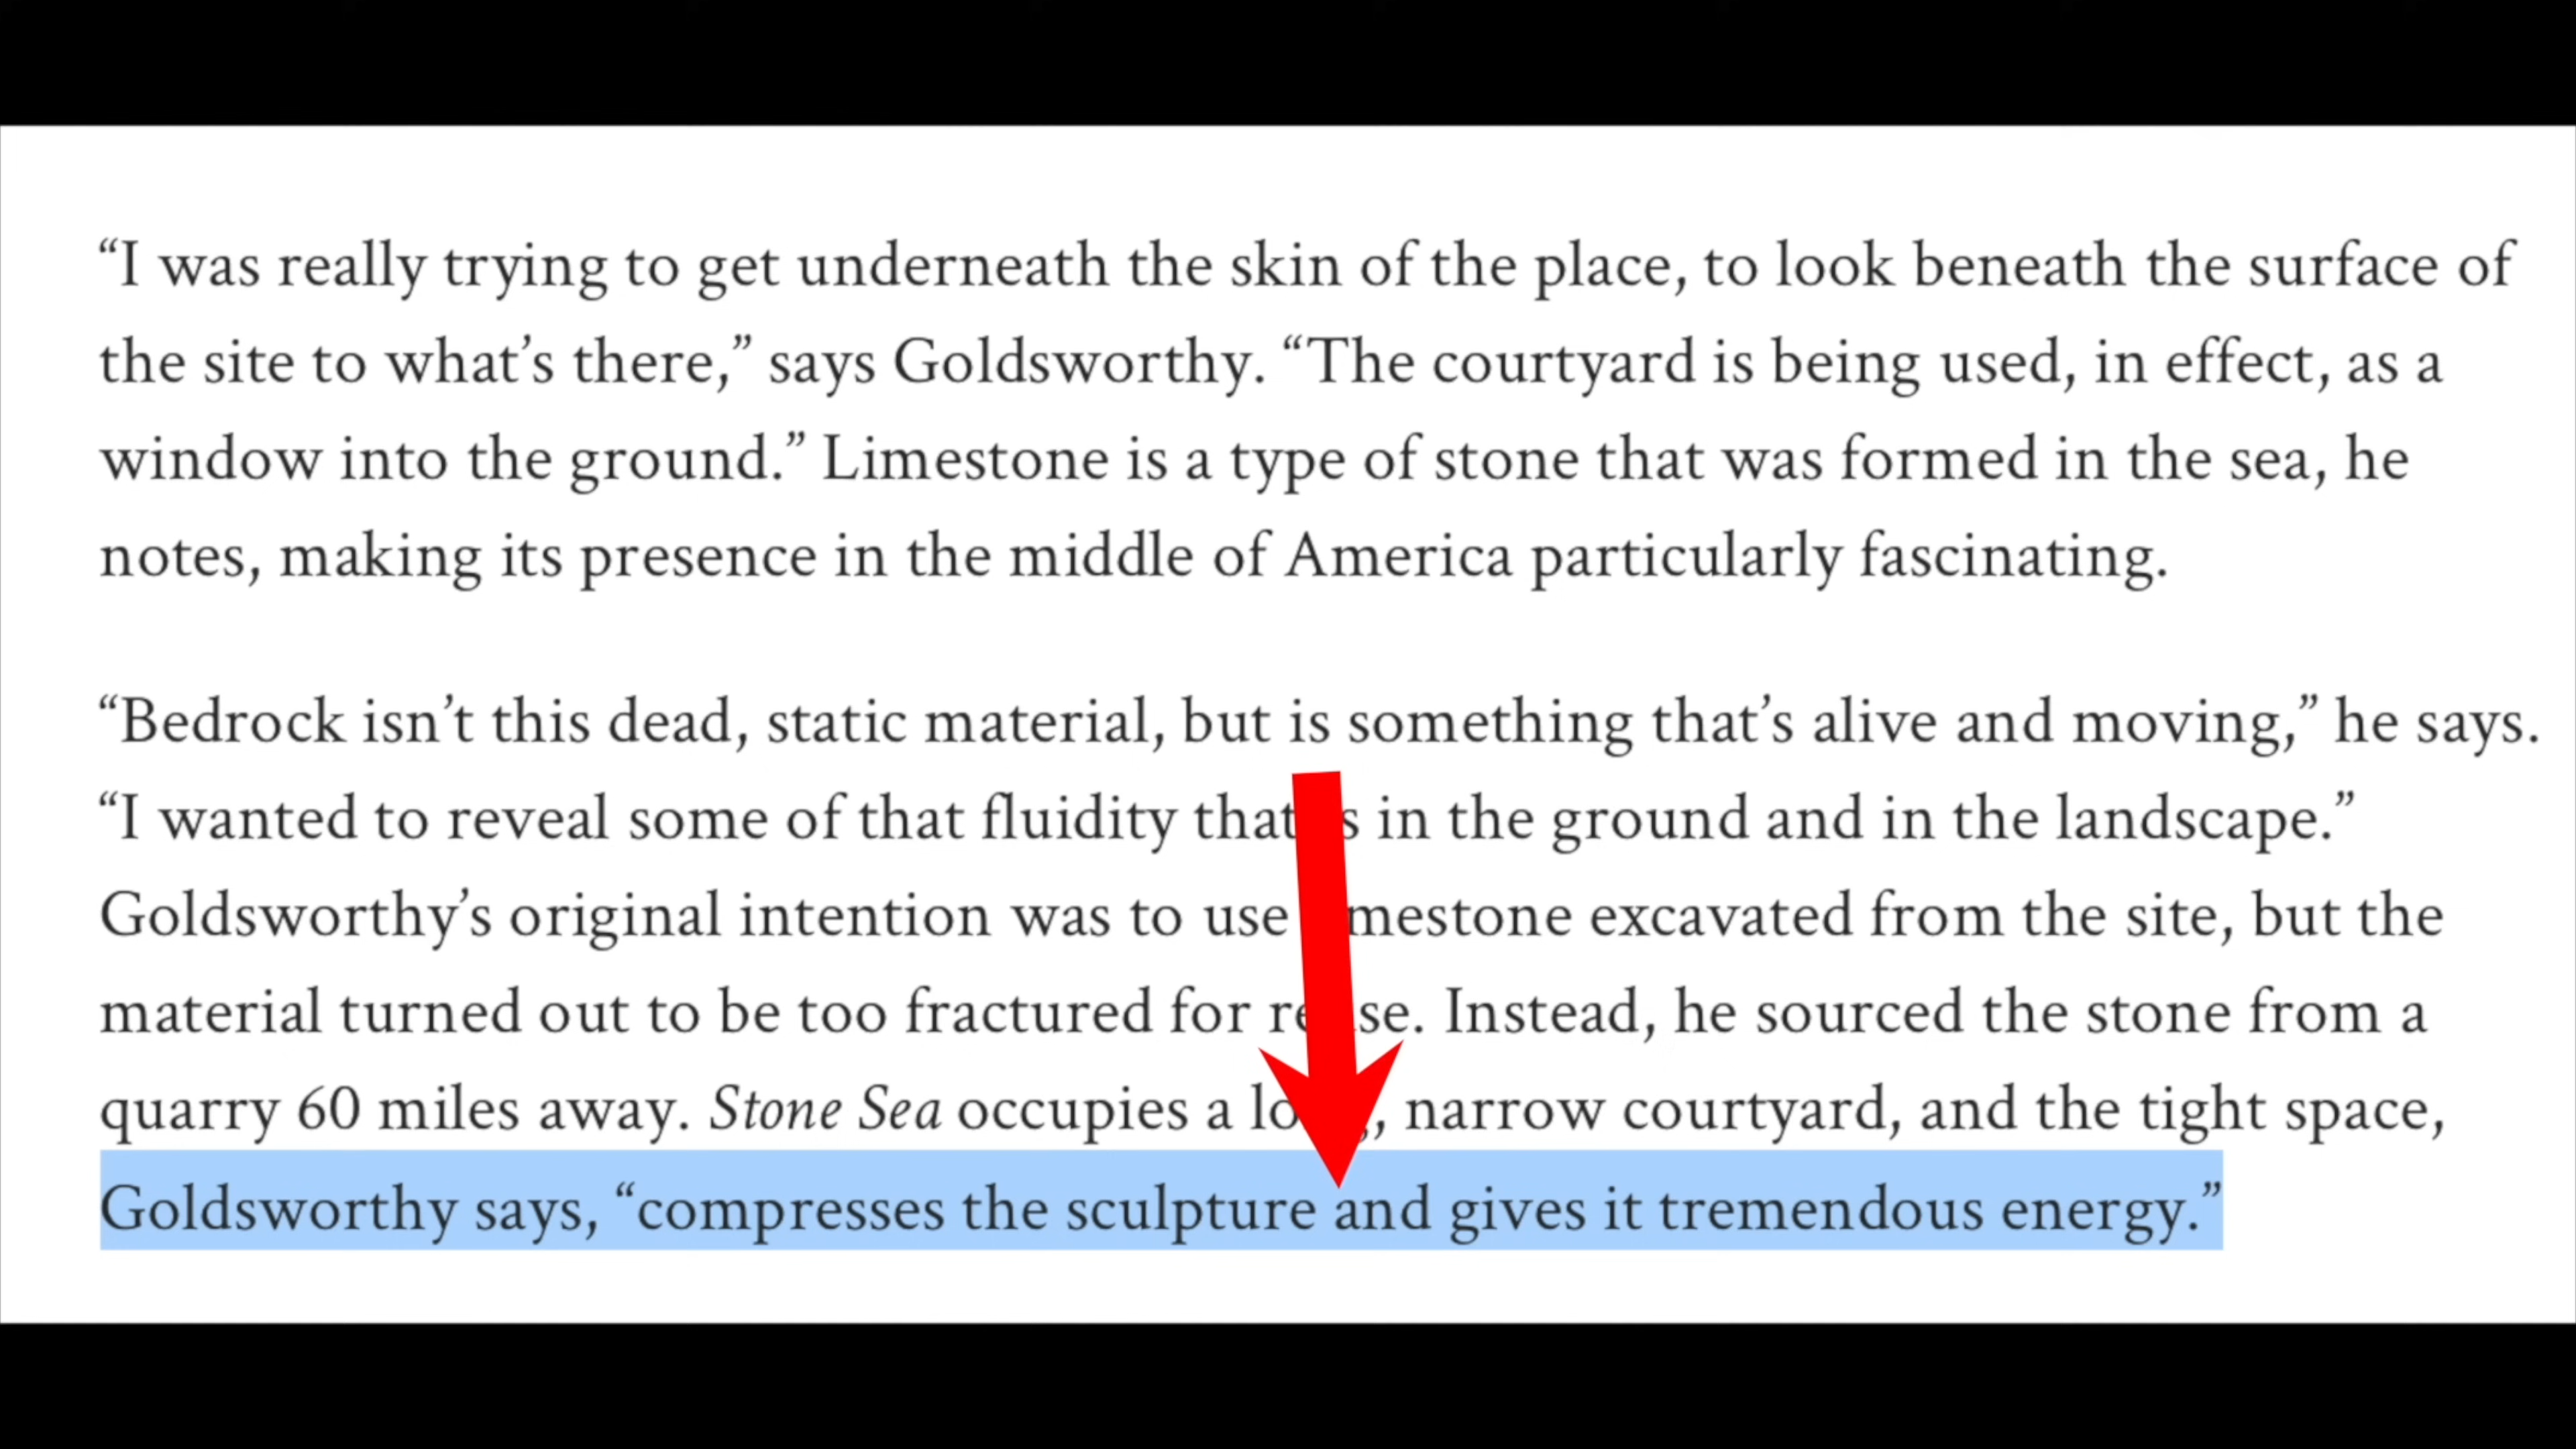 “I was really trying to get underneath the skin of the place, to look beneath the surface of
the site to what’s there,” says Goldsworthy. “The courtyard is being used, in effect, as a
window into the ground.” Limestone is a type of stone that was formed in the sea, he
notes, making its presence in the middle of America particularly fascinating.
“Bedrock isn’t this dead, static material, but is something that’s alive and moving,” he says.
“I wanted to reveal some of that fluidity that in the ground and in the landscape.”
Goldsworthy’s original intention was to use excavated from the site, but the
material turned out to be too fractured for Instead, he sourced the stone from a
quarry 60 miles away. Stone Sea occupies a narrow courtyard, and the tight space,
Goldsworthy says, “compresses the sculpture and gives it tremendous energy.”